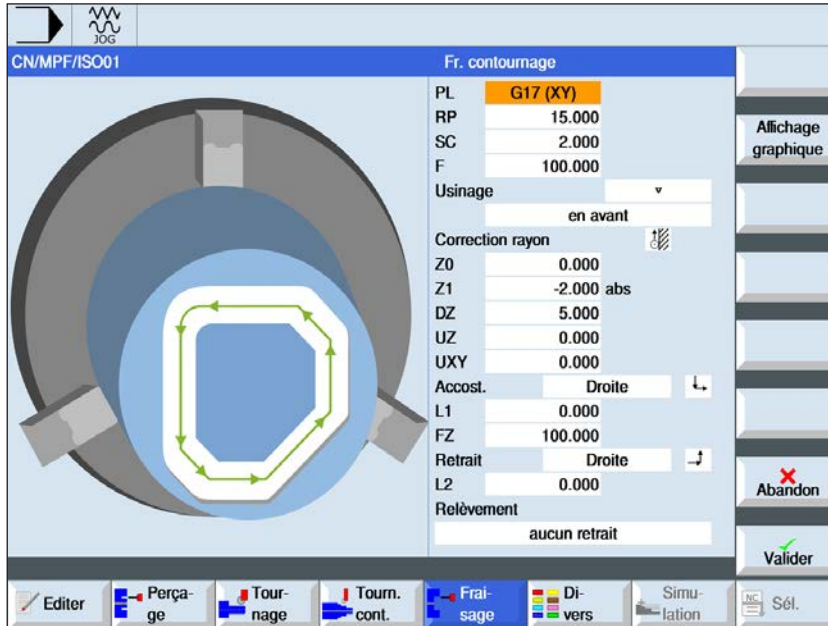 JOG
CN/MPF/ISO01
Fr. contournage
PL G17 (XY)
RP 15.000
SC 2.000
F 100.000
Usinage ▿
en avant
Correction rayon
Z0 0.000
Z1 -2.000 abs
DZ 5.000
UZ 0.000
UXY 0.000
Accost. Droite
L1 0.000
FZ 100.000
Retrait Droite
L2 0.000
Relèvement
aucun retrait
Affichage
graphique
Abandon
Valider
Editer
Perça-
ge
Tour-
nage
Tourn.
cont.
Frai-
sage
Di-
vers
Simu-
lation
NC
Sél.